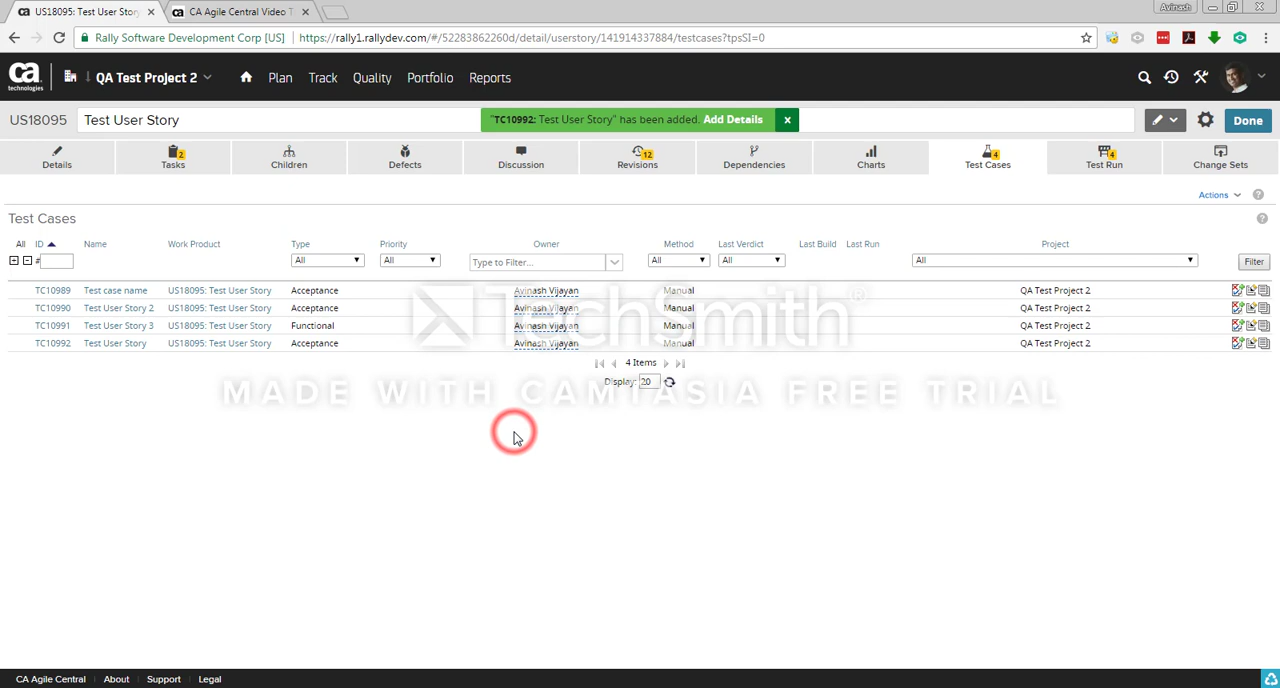 US18095: Test User Stor
CA Agile Central Video T
Avinash
Rally Software Development Corp [US]
https://rally1.rallydev.com/#/52283862260d/detail/userstory/141914337884/testcases?tpsSI=0
ca
technologies
QA Test Project 2
Plan
Track
Quality
Portfolio
Reports
US18095
Test User Story
"TC10992: Test User Story" has been added. Add Details
x
Done
Details
Tasks 2
Children
Defects
Discussion
Revisions 12
Dependencies
Charts
Test Cases 4
Test Run 4
Change Sets
Actions
Test Cases
All ID Name Work Product Type Priority Owner Method Last Verdict Last Build Last Run Project
# All All Type to Filter... All All All Filter
TC10989 Test case name US18095: Test User Story Acceptance Avinash Vijayan Manual QA Test Project 2
TC10990 Test User Story 2 US18095: Test User Story Acceptance Avinash Vijayan Manual QA Test Project 2
TC10991 Test User Story 3 US18095: Test User Story Functional Avinash Vijayan Manual QA Test Project 2
TC10992 Test User Story US18095: Test User Story Acceptance Avinash Vijayan Manual QA Test Project 2
4 Items
Display: 20
TechSmith®
MADE WITH CAMTASIA FREE TRIAL
CA Agile Central
About
Support
Legal